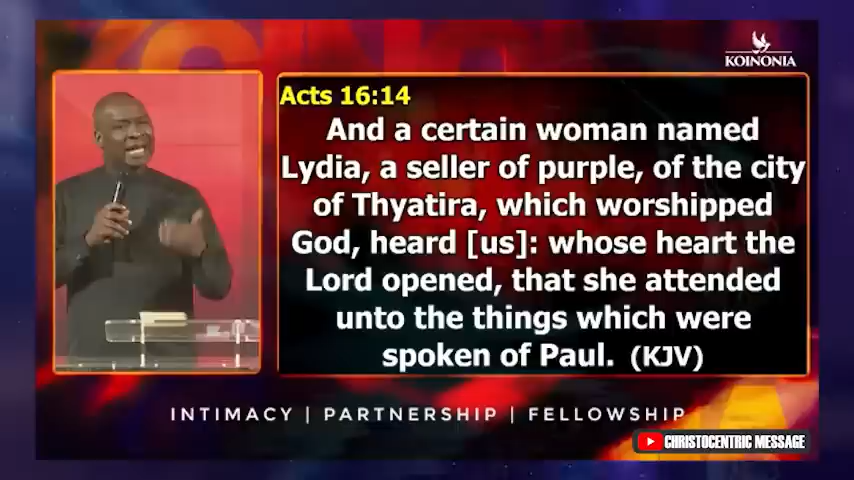 KOINONIA
Acts 16:14
And a certain woman named
Lydia, a seller of purple, of the city
of Thyatira, which worshipped
God, heard [us]: whose heart the
Lord opened, that she attended
unto the things which were
spoken of Paul. (KJV)
INTIMACY | PARTNERSHIP | FELLOWSHIP
CHRISTOCENTRIC MESSAGE